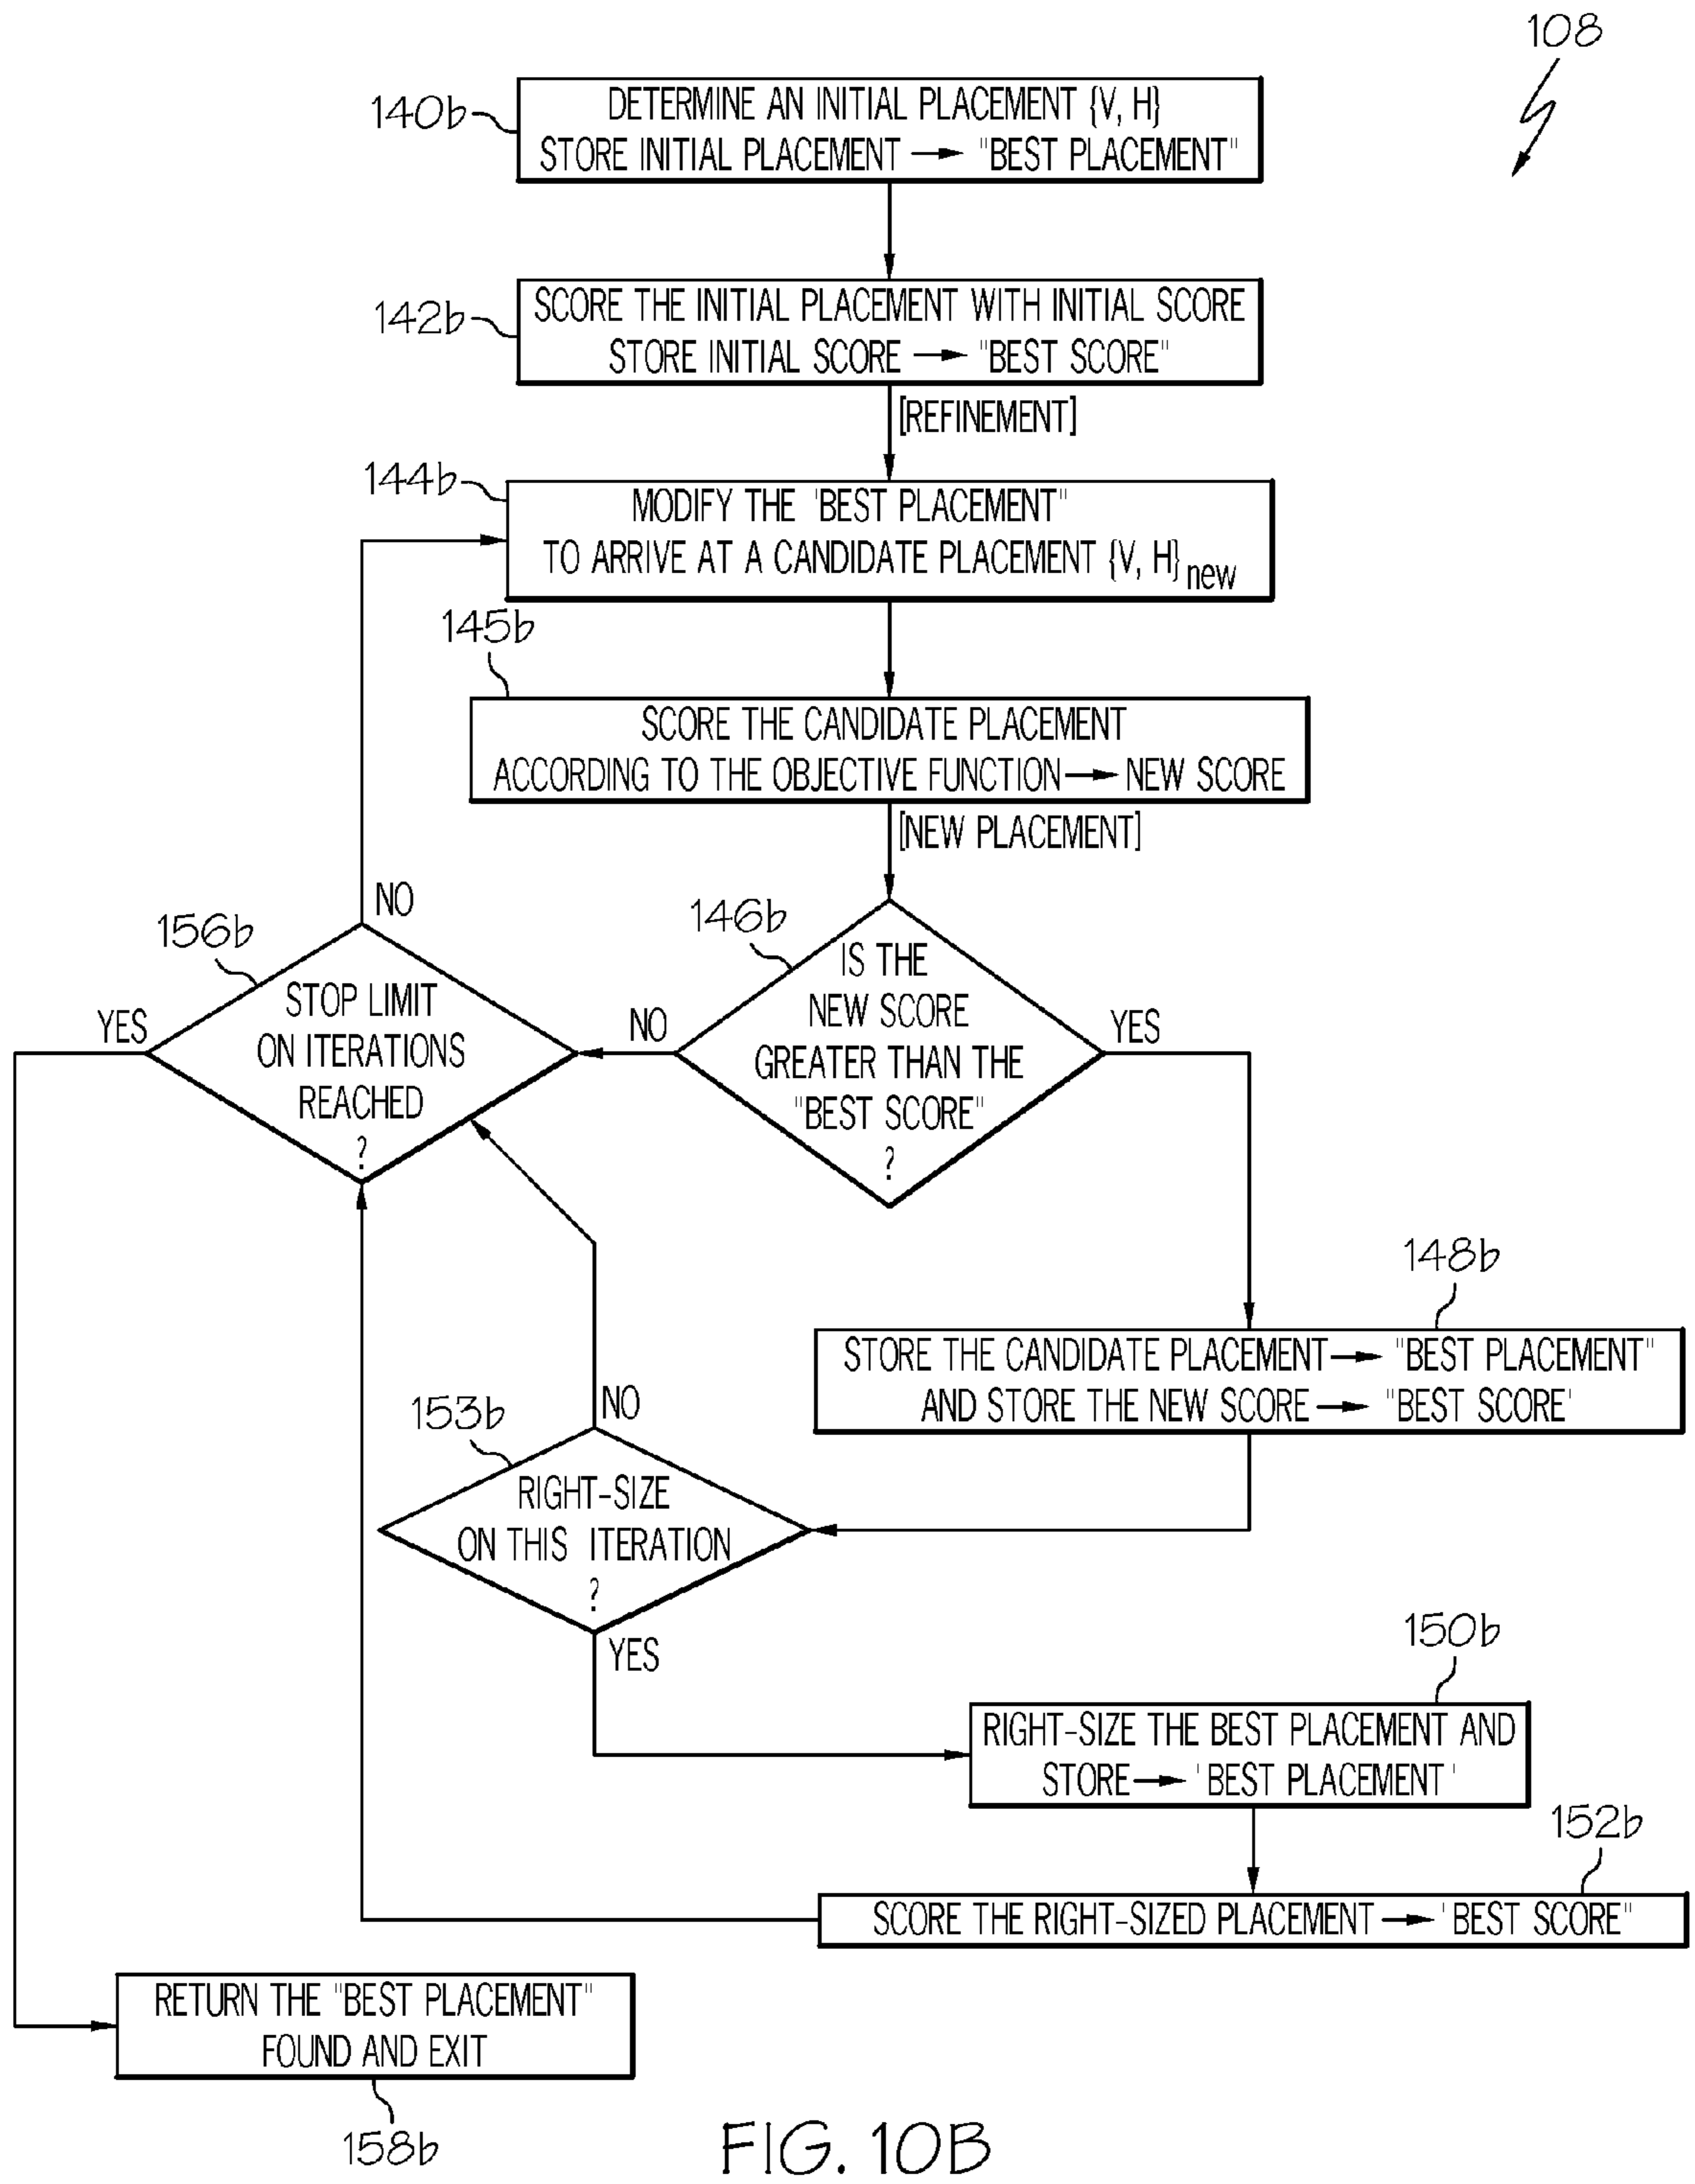 108
140b
DETERMINE AN INITIAL PLACEMENT {V, H}
STORE INITIAL PLACEMENT → "BEST PLACEMENT"
142b
SCORE THE INITIAL PLACEMENT WITH INITIAL SCORE
STORE INITIAL SCORE → "BEST SCORE"
[REFINEMENT]
144b
MODIFY THE 'BEST PLACEMENT"
TO ARRIVE AT A CANDIDATE PLACEMENT {V, H}new
145b
SCORE THE CANDIDATE PLACEMENT
ACCORDING TO THE OBJECTIVE FUNCTION → NEW SCORE
[NEW PLACEMENT]
NO
156b
STOP LIMIT
ON ITERATIONS
REACHED
?
YES
146b
IS THE
NEW SCORE
GREATER THAN THE
"BEST SCORE"
?
NO
YES
148b
STORE THE CANDIDATE PLACEMENT → "BEST PLACEMENT"
AND STORE THE NEW SCORE → "BEST SCORE'
NO
153b
RIGHT-SIZE
ON THIS ITERATION
?
YES
150b
RIGHT-SIZE THE BEST PLACEMENT AND
STORE → 'BEST PLACEMENT'
152b
SCORE THE RIGHT-SIZED PLACEMENT → 'BEST SCORE"
RETURN THE "BEST PLACEMENT"
FOUND AND EXIT
158b
FIG. 10B